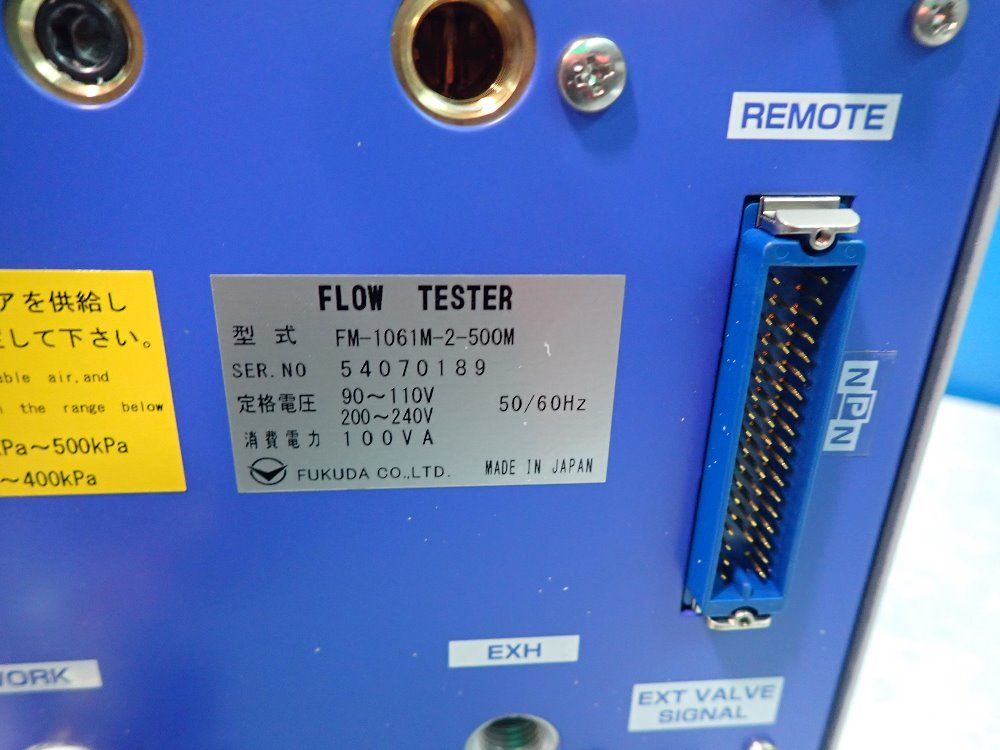 REMOTE
アを供給し
して下さい。
able air, and
n the range below
kPa～500kPa
～400kPa
FLOW TESTER
型式 FM-1061M-2-500M
SER.NO 54070189
定格電圧 90～110V
200～240V 50/60Hz
消費電力 100VA
FUKUDA CO.,LTD. MADE IN JAPAN
NPN
WORK
EXH
EXT VALVE
SIGNAL